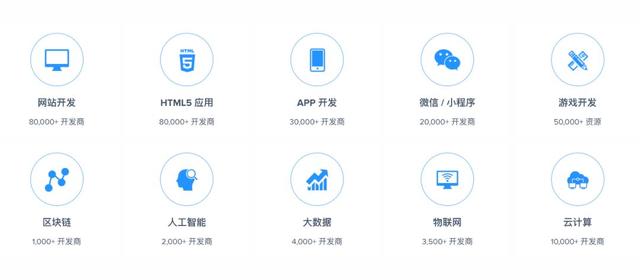 网站开发
HTML5 应用
APP 开发
微信 / 小程序
游戏开发
80,000+ 开发商
80,000+ 开发商
30,000+ 开发商
20,000+ 开发商
50,000+ 资源
区块链
人工智能
大数据
物联网
云计算
1,000+ 开发商
2,000+ 开发商
4,000+ 开发商
3,500+ 开发商
10,000+ 开发商